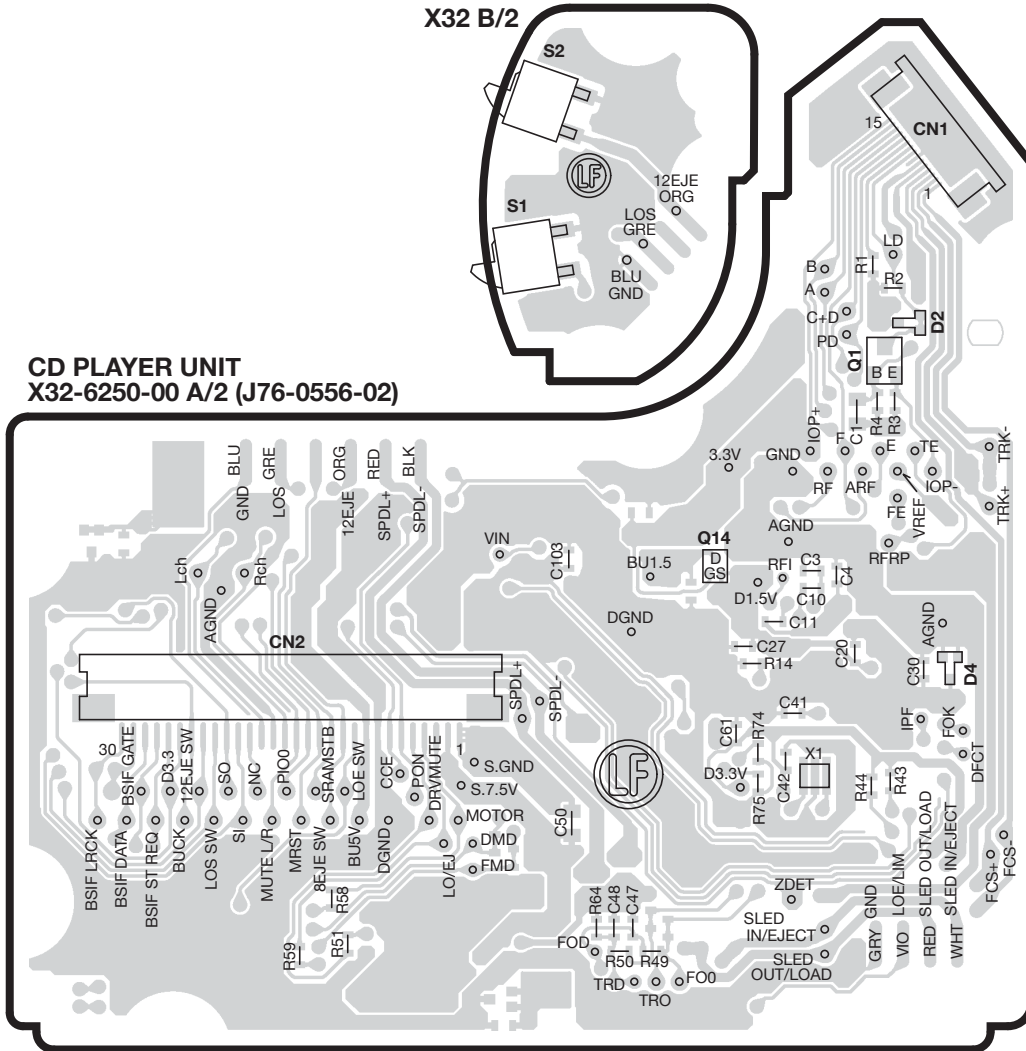 X32 B/2
S2
CN1
15
1
LF
12EJE
ORG
S1
LOS
GRE
BLU
GND
LD
B
R1
A
R2
C+D
D2
PD
Q1
B E
CD PLAYER UNIT
X32-6250-00 A/2 (J76-0556-02)
IOP+
C1
R4
R3
F
E
TE
TRK-
BLU
GND
GRE
LOS
ORG
12EJE
RED
SPDL+
BLK
SPDL-
3.3V
GND
RF
ARF
IOP-
FE
VREF
TRK+
AGND
RFRP
VIN
C103
Q14
D
GS
BU1.5
RFI
C3
C4
D1.5V
C10
Lch
Rch
AGND
C11
DGND
AGND
CN2
C27
R14
C20
C30
D4
SPDL+
SPDL-
C41
IPF
FOK
C61
R74
DFCT
30
1
BSIF GATE
D3.3
12EJE SW
SO
NC
PIO0
SRAMSTB
LOE SW
CCE
PON
DRVMUTE
S.GND
S.7.5V
LF
D3.3V
R75
C42
X1
R44
R43
BSIF LRCK
BSIF DATA
BSIF ST REQ
BUCK
LOS SW
SI
MUTE L/R
MRST
8EJE SW
BU5V
DGND
LO/EJ
MOTOR
DMD
FMD
C50
FCS+
FCS-
R58
R59
R51
R64
C48
C47
ZDET
SLED
IN/EJECT
GRY GND
VIO LOE/LIM
RED SLED OUT/LOAD
WHT SLED IN/EJECT
FOD
R50
R49
SLED
OUT/LOAD
TRD
TRO
FO0